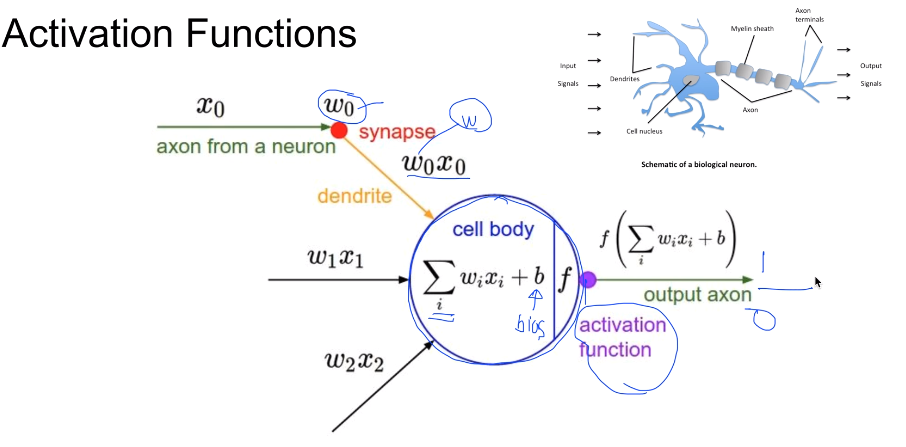 Activation Functions
Axon
terminals
Myelin sheath
Input
Signals
Dendrites
Output
Signals
Axon
Cell nucleus
Schematic of a biological neuron.
x₀
w₀
axon from a neuron
synapse
w
w₀x₀
dendrite
cell body
f(∑ᵢ wᵢxᵢ + b)
w₁x₁
∑ᵢ wᵢxᵢ + b
f
output axon
1
0
bias
activation
function
w₂x₂